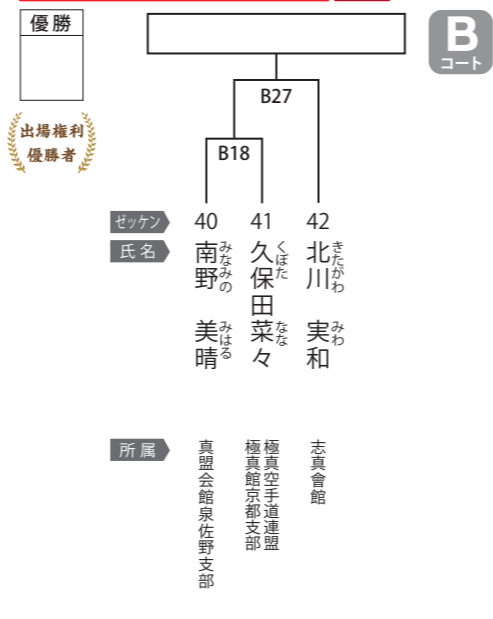 優勝
B
コート
出場権利
優勝者
B27
B18
ゼッケン
40 41 42
氏名
南野 美晴
みなみの みはる
久保田 菜々
くぼた なな
北川 実和
きたがわ みわ
所属
真盟会館泉佐野支部
極真空手道連盟
極真館京都支部
志真會館